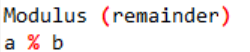 Modulus (remainder)
a % b